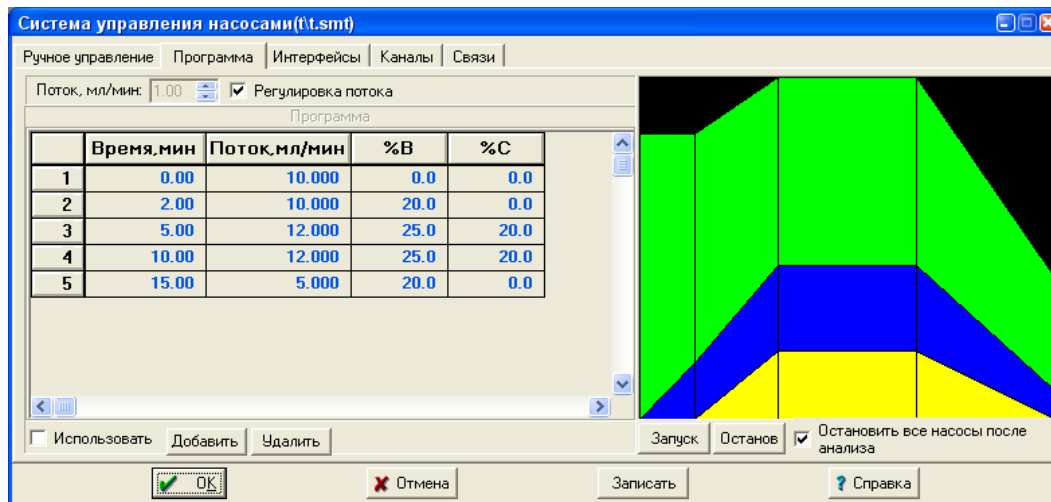 Система управления насосами(t\t.smt)
Ручное управление Программа Интерфейсы Каналы Связи
Поток, мл/мин: 1.00 Регулировка потока
Программа
Время,мин Поток,мл/мин %B %C
1 0.00 10.000 0.0 0.0
2 2.00 10.000 20.0 0.0
3 5.00 12.000 25.0 20.0
4 10.00 12.000 25.0 20.0
5 15.00 5.000 20.0 0.0
Использовать Добавить Удалить Запуск Останов Остановить все насосы после
анализа
OK Отмена Записать ? Справка